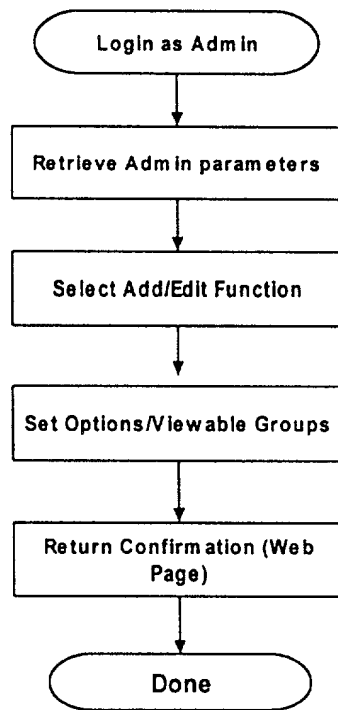 Login as Admin
Retrieve Admin parameters
Select Add/Edit Function
Set Options/Viewable Groups
Return Confirmation (Web
Page)
Done